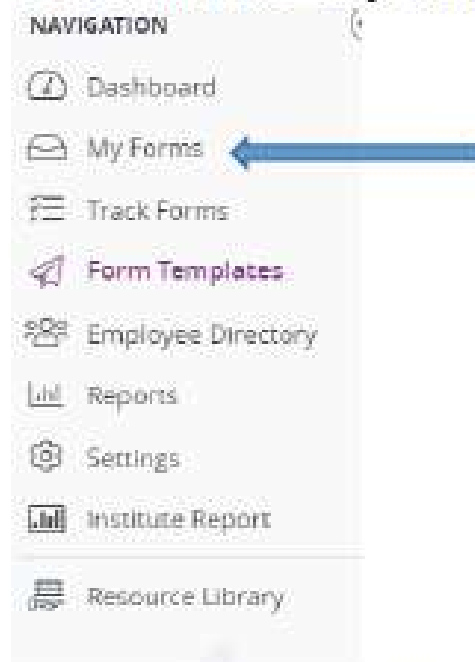 NAVIGATION
Dashboard
My Forms
Track Forms
Form Templates
Employee Directory
Reports
Settings
Institute Report
Resource Library